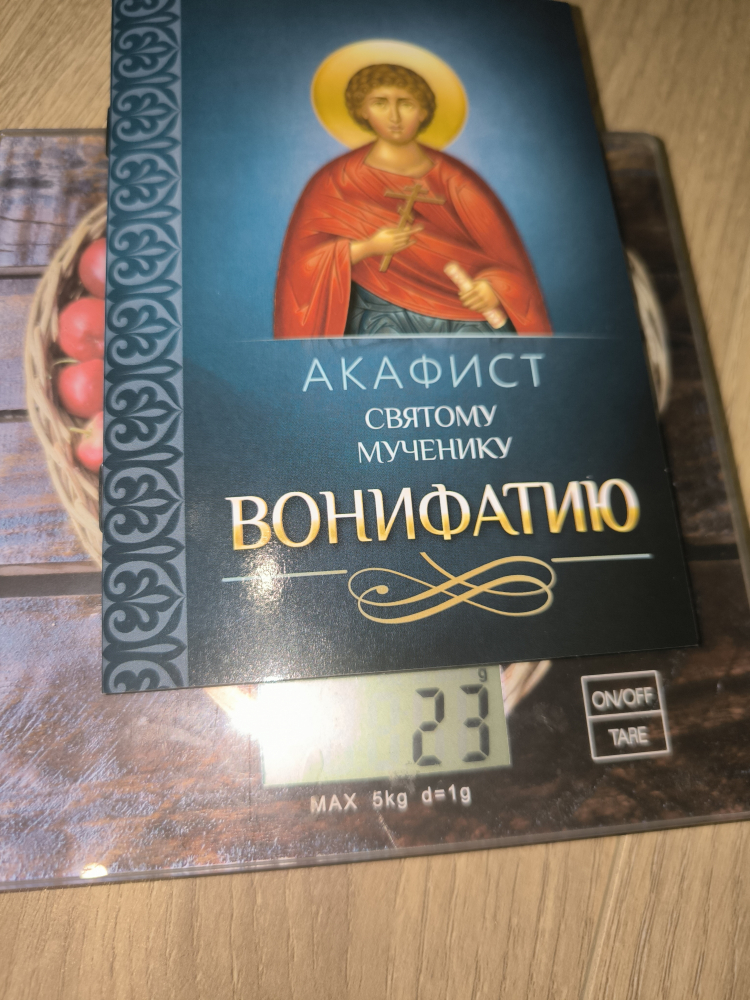 АКАФИСТ
СВЯТОМУ
МУЧЕНИКУ
ВОНИФАТИЮ
g
23
ON/OFF
TARE
MAX 5kg d=1g